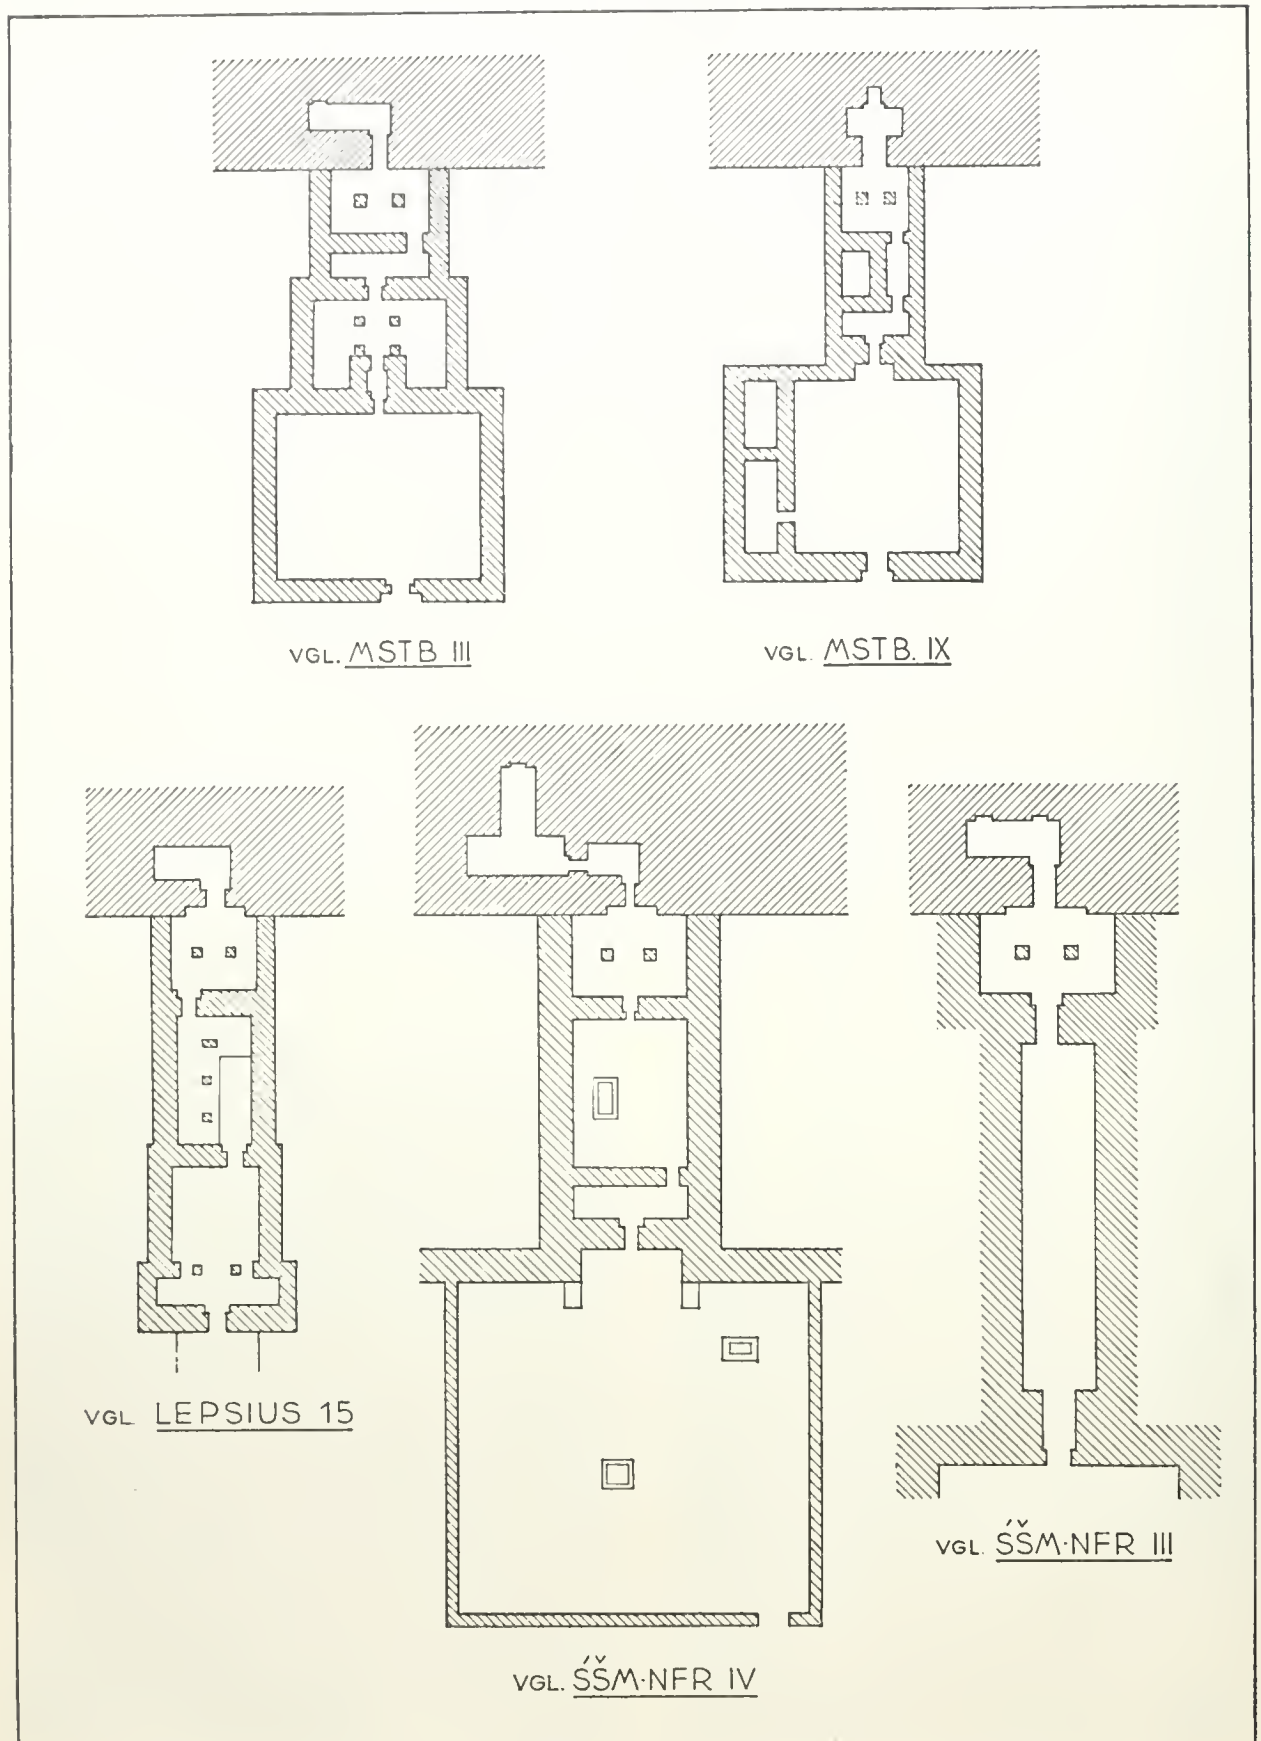 VGL. MSTB III
VGL. MSTB. IX
VGL. LEPSIUS 15
VGL. ŚŠM·NFR IV
VGL. ŚŠM·NFR III